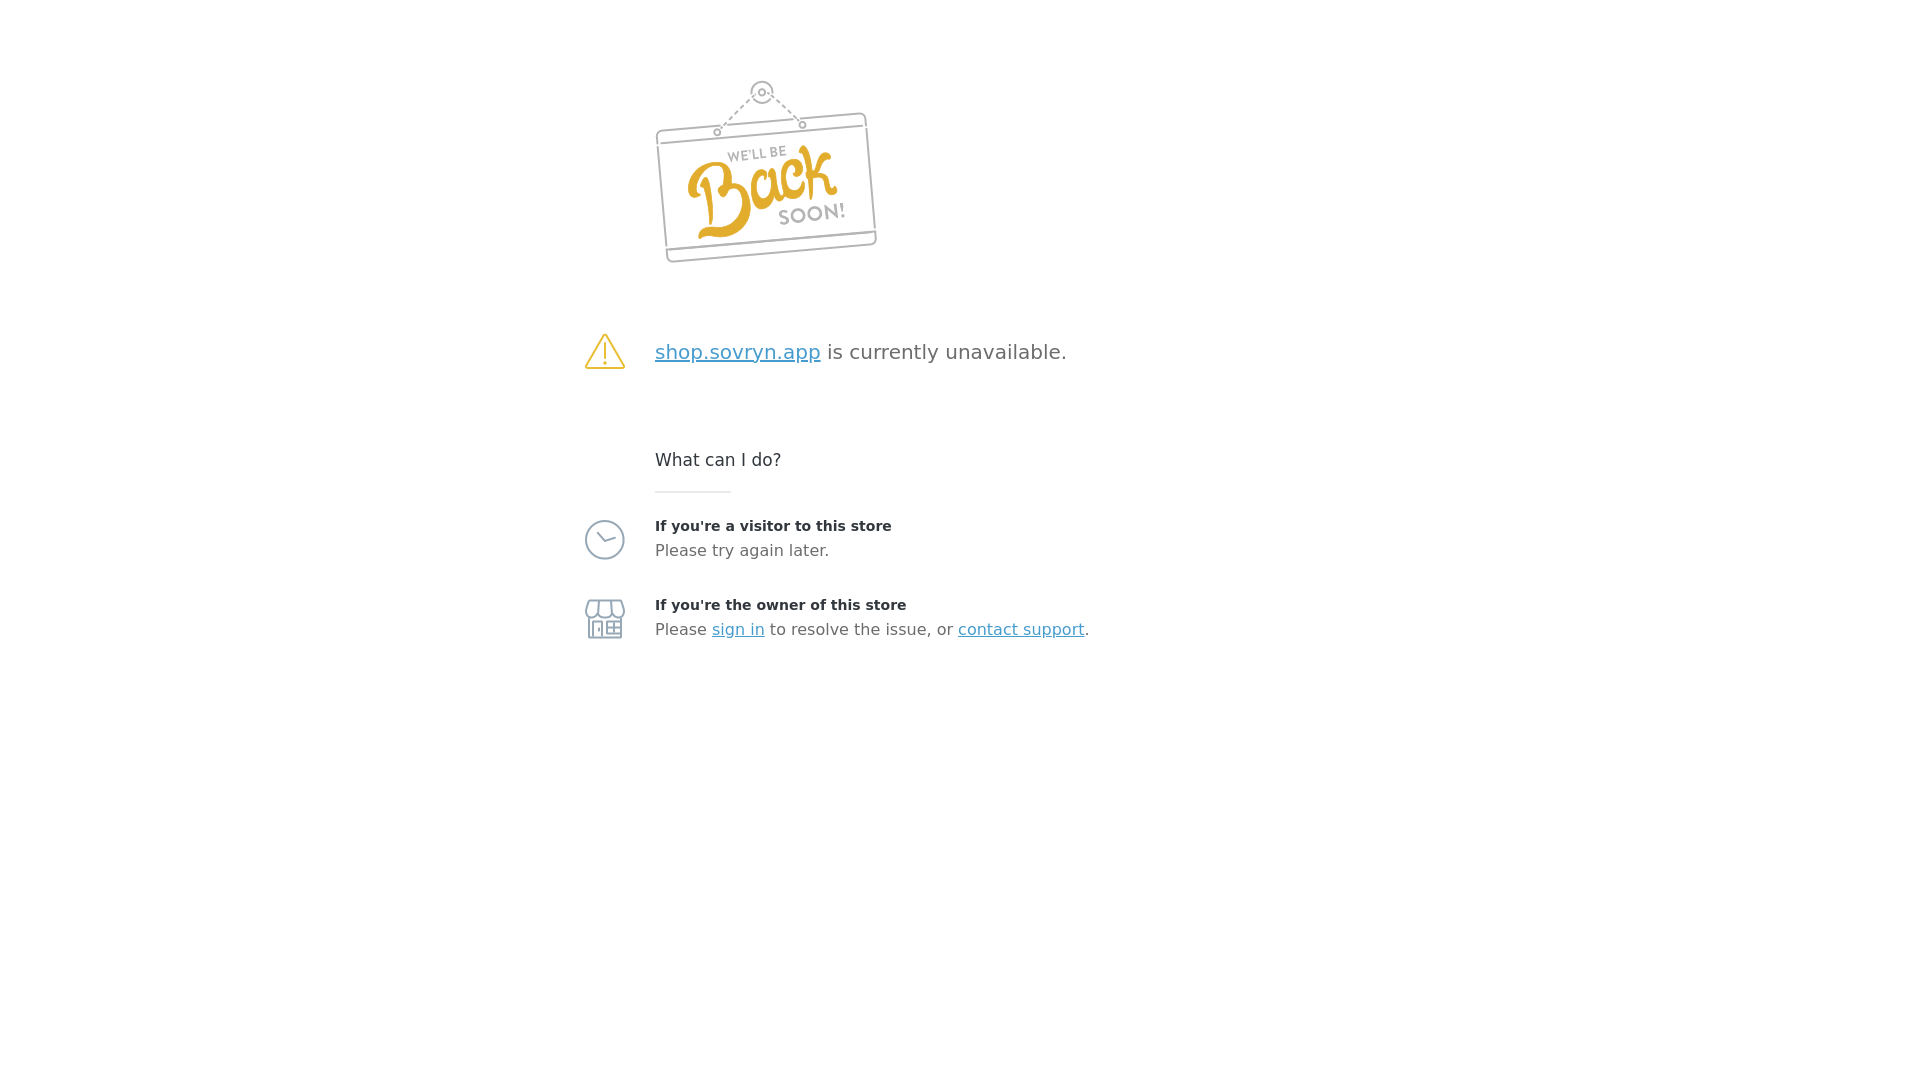 WE'LL BE
Back
SOON!
shop.sovryn.app is currently unavailable.
What can I do?
If you're a visitor to this store
Please try again later.
If you're the owner of this store
Please sign in to resolve the issue, or contact support.